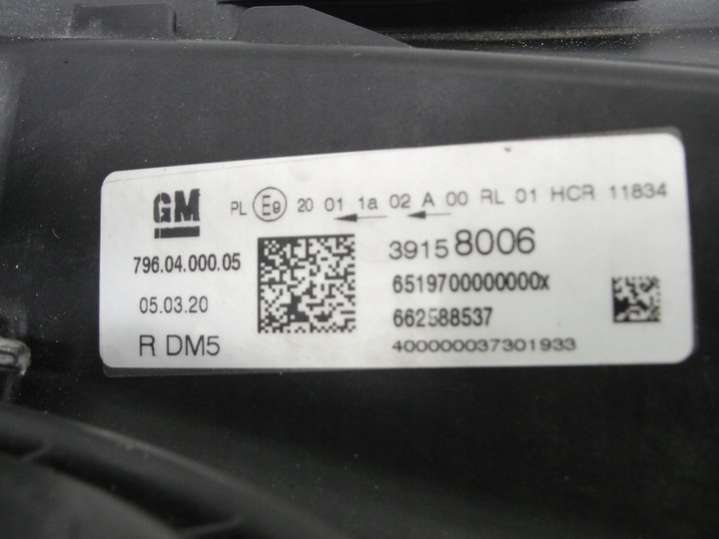 GM
PL E9 20 01 1a 02 A 00 RL 01 HCR 11834
796.04.000.05
05.03.20
R DM5
39158006
6519700000000X
662588537
400000037301933